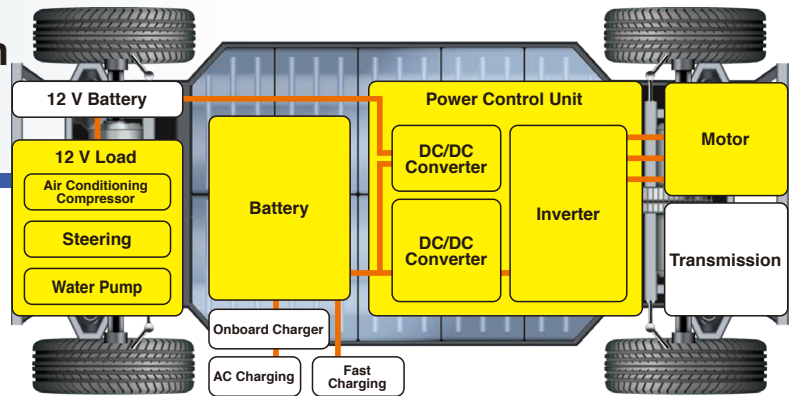 n
12 V Battery
12 V Load
Air Conditioning
Compressor
Steering
Water Pump
Battery
Onboard Charger
AC Charging
Fast
Charging
Power Control Unit
DC/DC
Converter
DC/DC
Converter
Inverter
Motor
Transmission